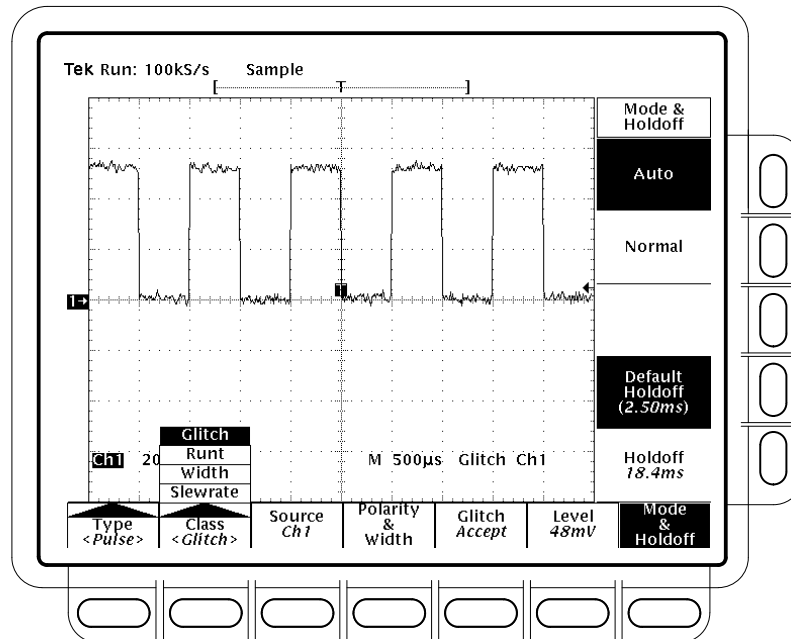 Tek Run: 100kS/s Sample
[ T ]
Mode &
Holdoff
Auto
Normal
T
1→
Default
Holdoff
(2.50ms)
Holdoff
18.4ms
Glitch
Runt
Width
Slewrate
Ch1 20 M 500µs Glitch Ch1
Type
<Pulse>
Class
<Glitch>
Source
Ch1
Polarity
&
Width
Glitch
Accept
Level
48mV
Mode
&
Holdoff